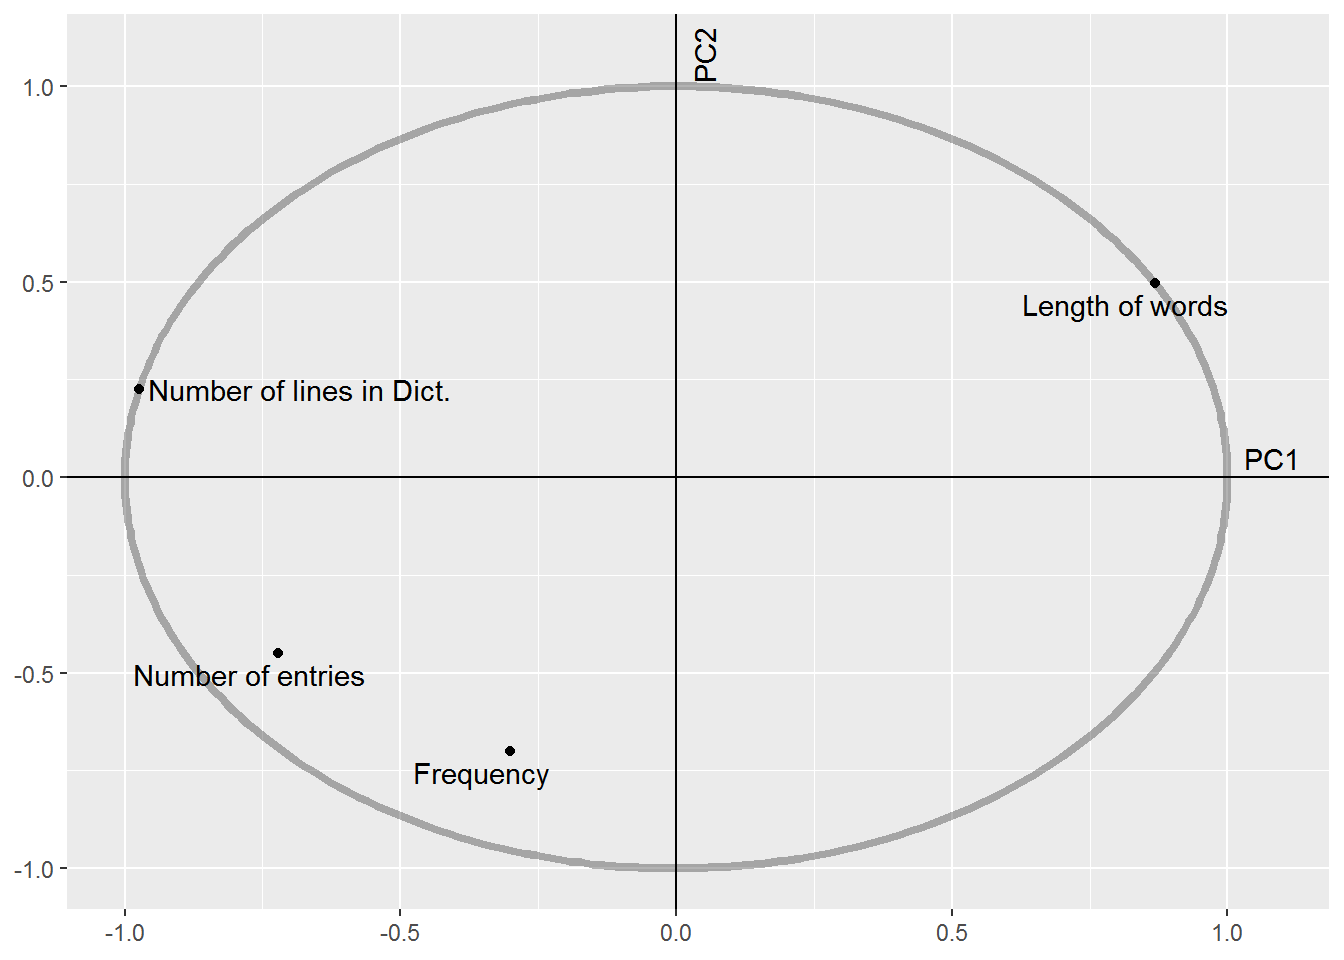 PC2
1.0
0.5
Length of words
Number of lines in Dict.
PC1
0.0
Number of entries
-0.5
Frequency
-1.0
-1.0 -0.5 0.0 0.5 1.0